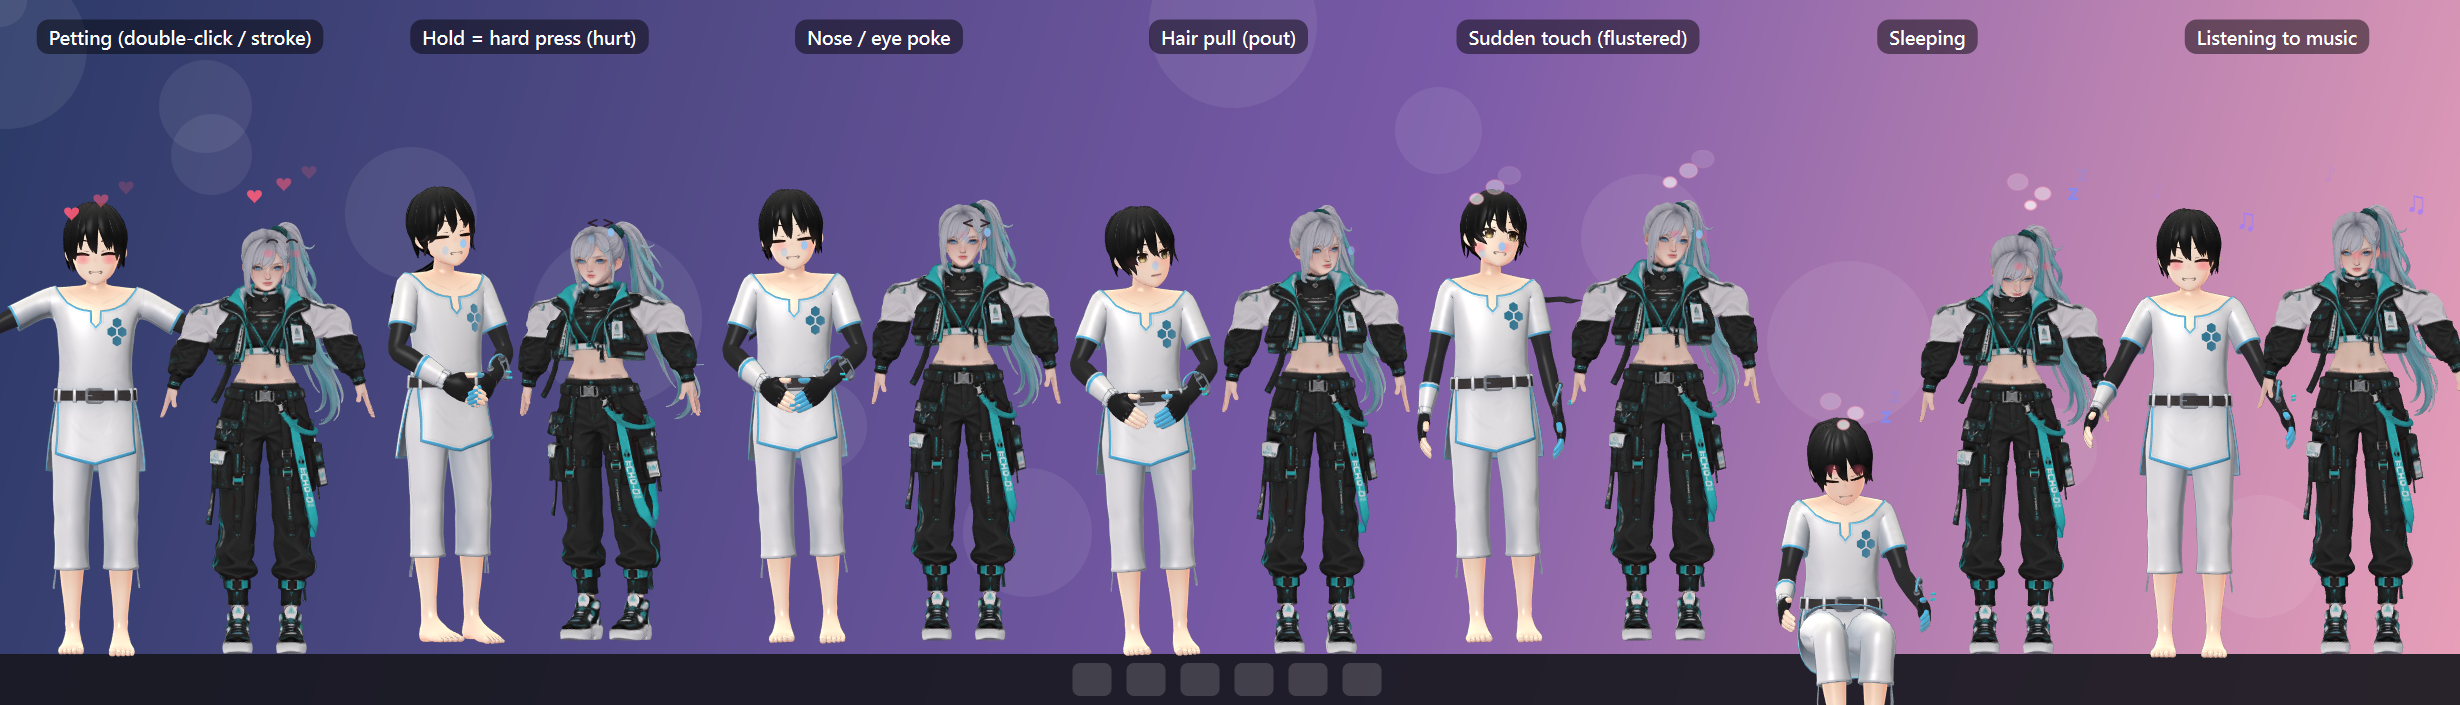 Petting (double-click / stroke)
Hold = hard press (hurt)
Nose / eye poke
Hair pull (pout)
Sudden touch (flustered)
Sleeping
Listening to music